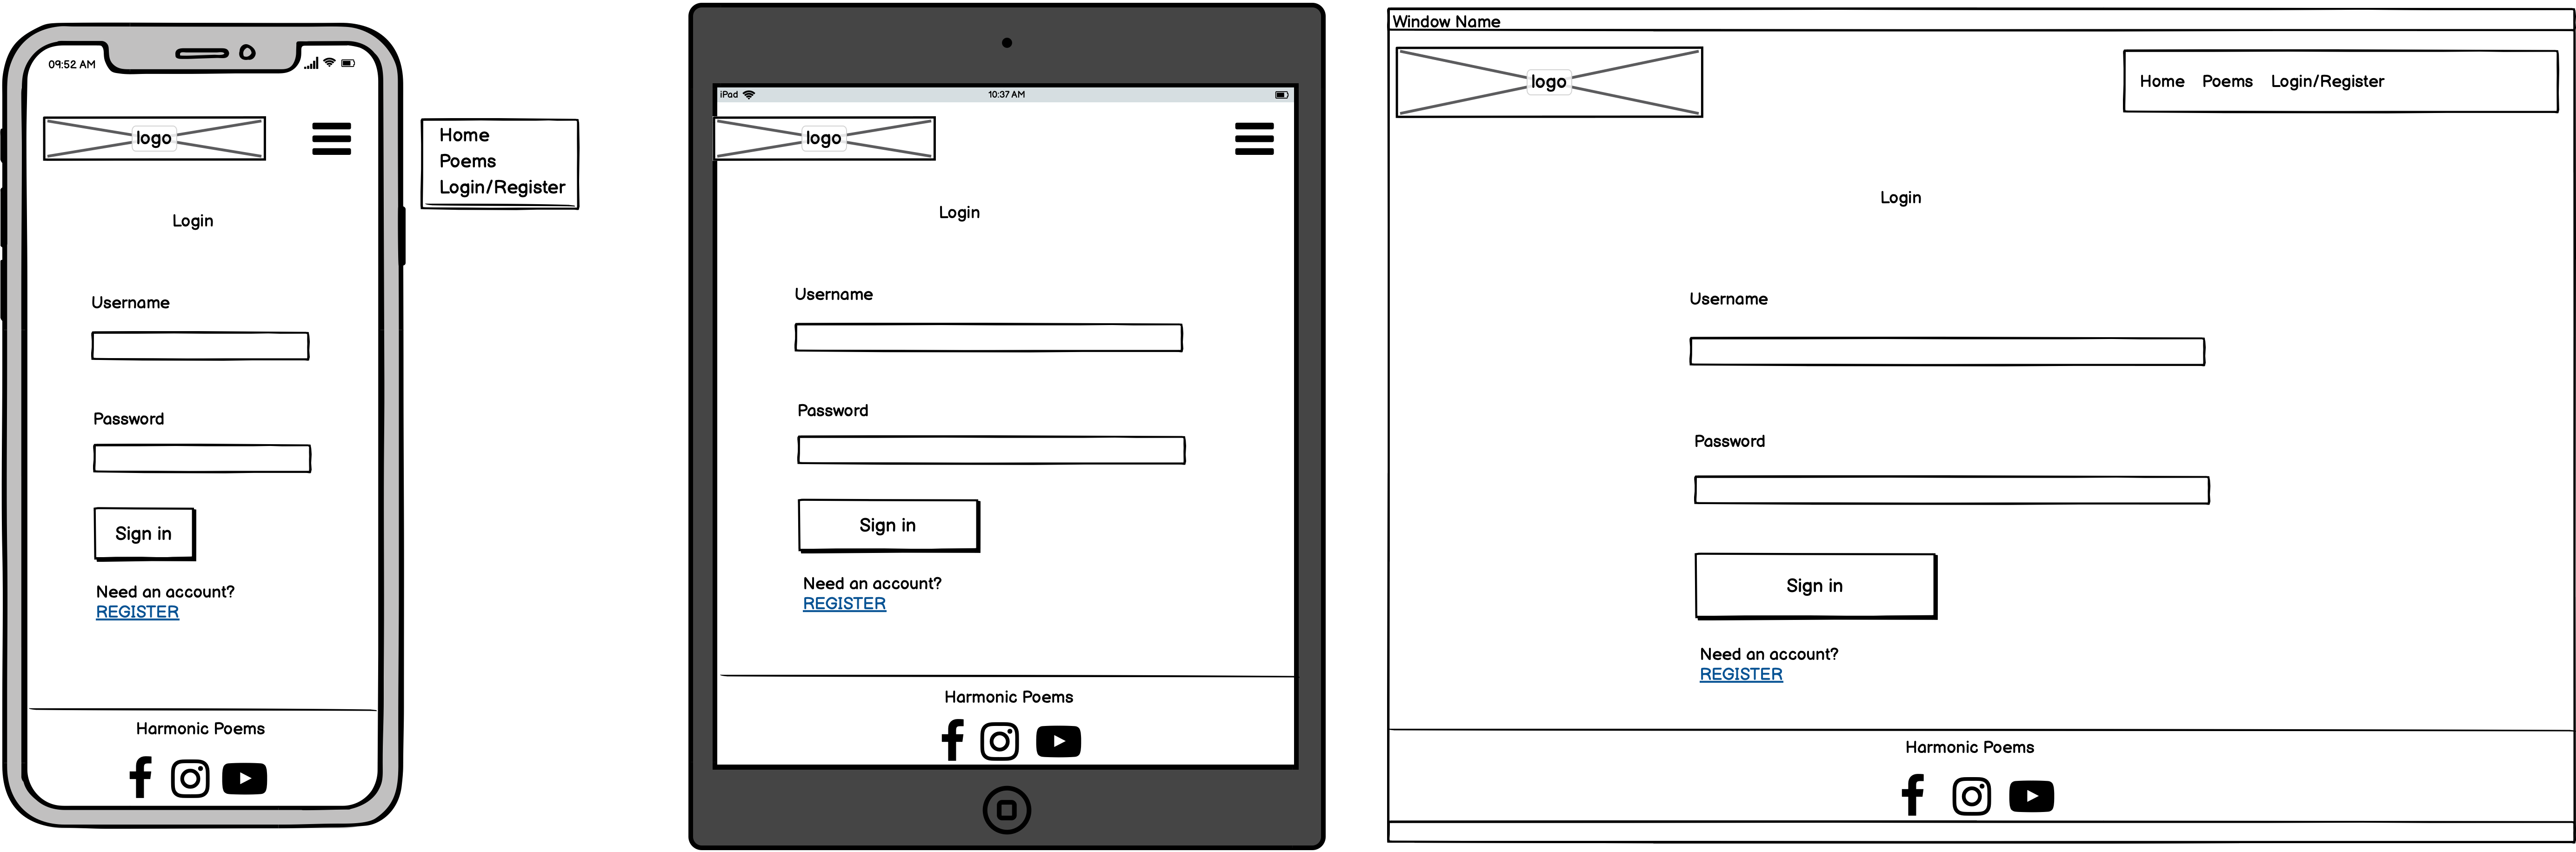 09:52 AM
logo
Login
Username
Password
Sign in
Need an account?
REGISTER
Harmonic Poems
Home
Poems
Login/Register
iPad
10:37 AM
logo
Login
Username
Password
Sign in
Need an account?
REGISTER
Harmonic Poems
Window Name
logo
Home Poems Login/Register
Login
Username
Password
Sign in
Need an account?
REGISTER
Harmonic Poems